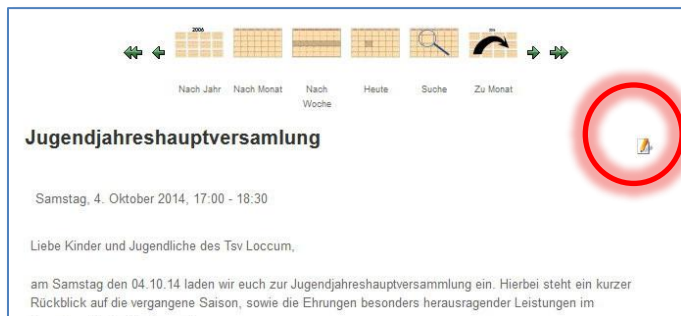 2006
Nach Jahr Nach Monat Nach Woche Heute Suche Zu Monat
Jugendjahreshauptversamlung
Samstag, 4. Oktober 2014, 17:00 - 18:30
Liebe Kinder und Jugendliche des Tsv Loccum,
am Samstag den 04.10.14 laden wir euch zur Jugendjahreshauptversammlung ein. Hierbei steht ein kurzer
Rückblick auf die vergangene Saison, sowie die Ehrungen besonders herausragender Leistungen im